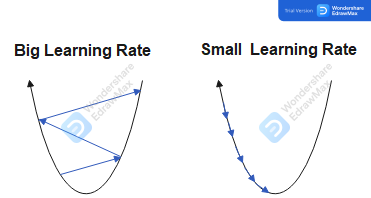 Trial Version
Wondershare
EdrawMax
Big Learning Rate
Small Learning Rate
Wondershare
EdrawMax
Wondershare
EdrawMax